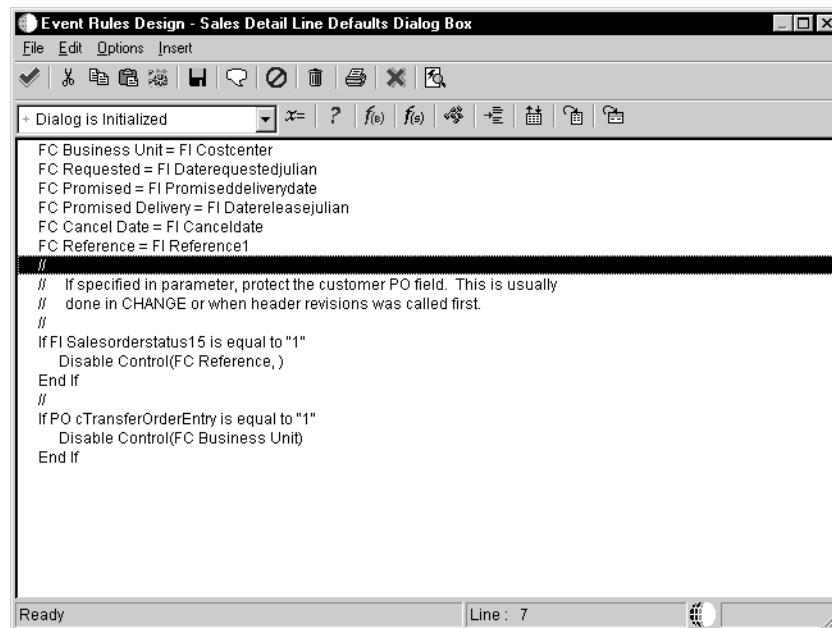 Event Rules Design - Sales Detail Line Defaults Dialog Box
File Edit Options Insert
+ Dialog is Initialized
x= ? f(B) f(S)
FC Business Unit = FI Costcenter
FC Requested = FI Daterequestedjulian
FC Promised = FI Promiseddeliverydate
FC Promised Delivery = FI Datereleasejulian
FC Cancel Date = FI Canceldate
FC Reference = FI Reference1
//
// If specified in parameter, protect the customer PO field. This is usually
// done in CHANGE or when header revisions was called first.
//
If FI Salesorderstatus15 is equal to "1"
Disable Control(FC Reference, )
End If
//
If PO cTransferOrderEntry is equal to "1"
Disable Control(FC Business Unit)
End If
Ready
Line : 7